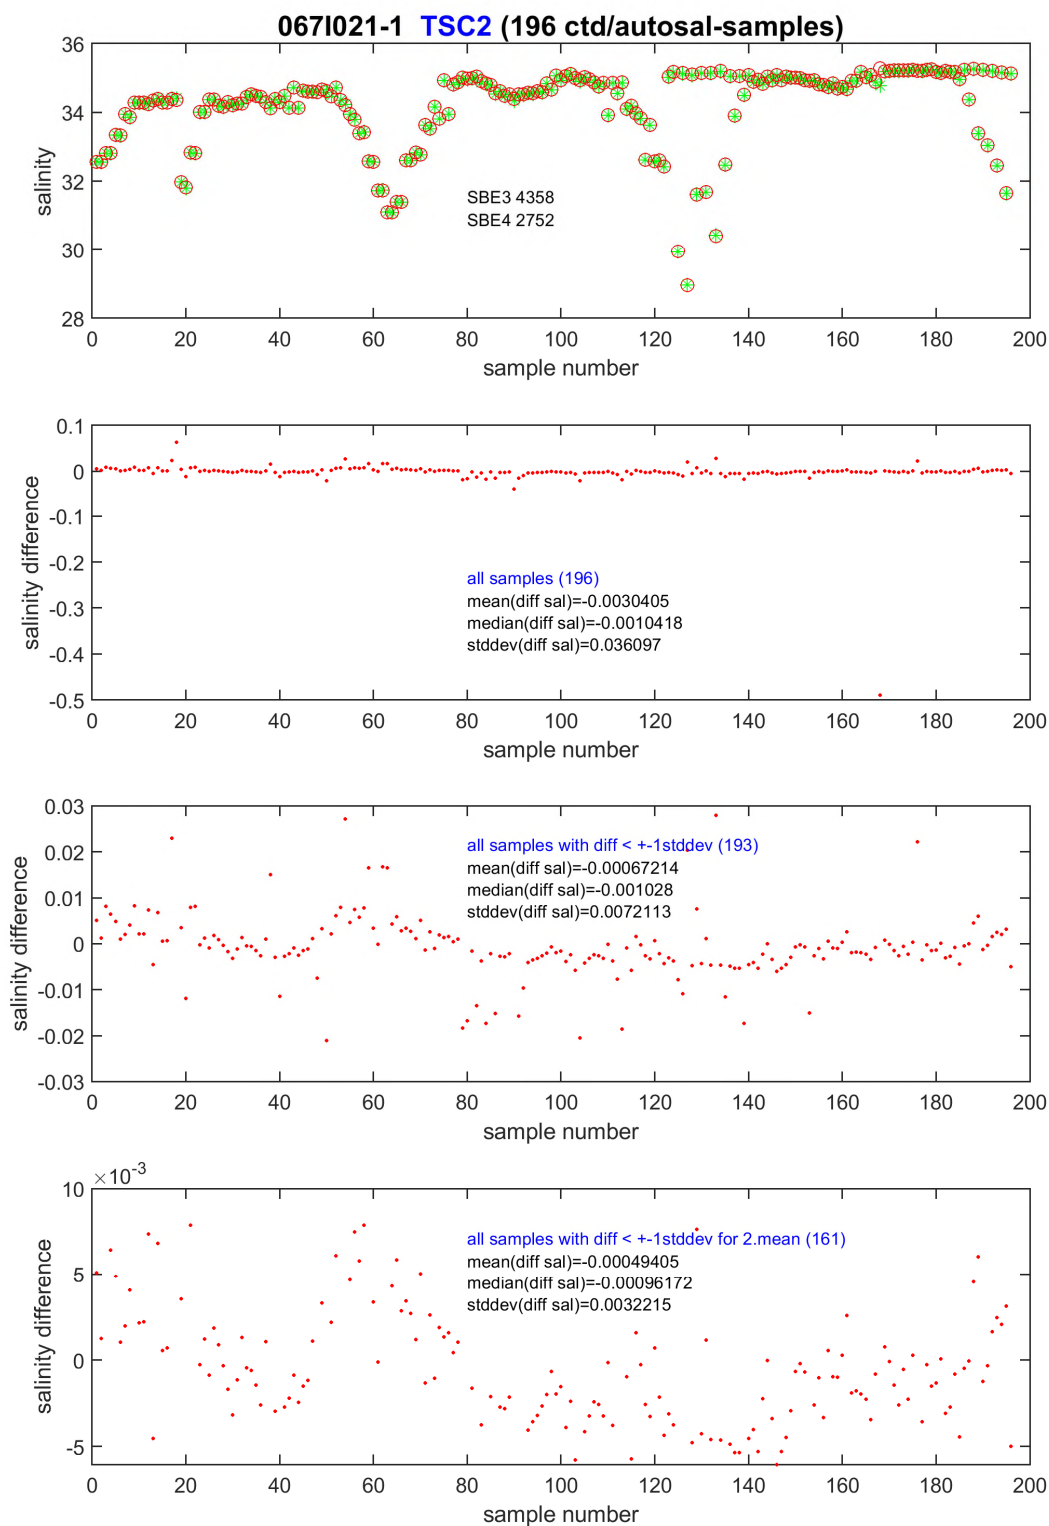 067I021-1 TSC2 (196 ctd/autosal-samples)
36
34
32
30
28
salinity
SBE3 4358
SBE4 2752
0 20 40 60 80 100 120 140 160 180 200
sample number
0.1
0
-0.1
-0.2
-0.3
-0.4
-0.5
salinity difference
all samples (196)
mean(diff sal)=-0.0030405
median(diff sal)=-0.0010418
stddev(diff sal)=0.036097
0 20 40 60 80 100 120 140 160 180 200
sample number
0.03
0.02
0.01
0
-0.01
-0.02
-0.03
salinity difference
all samples with diff < +-1stddev (193)
mean(diff sal)=-0.00067214
median(diff sal)=-0.001028
stddev(diff sal)=0.0072113
0 20 40 60 80 100 120 140 160 180 200
sample number
×10-3
10
5
0
-5
salinity difference
all samples with diff < +-1stddev for 2.mean (161)
mean(diff sal)=-0.00049405
median(diff sal)=-0.00096172
stddev(diff sal)=0.0032215
0 20 40 60 80 100 120 140 160 180 200
sample number